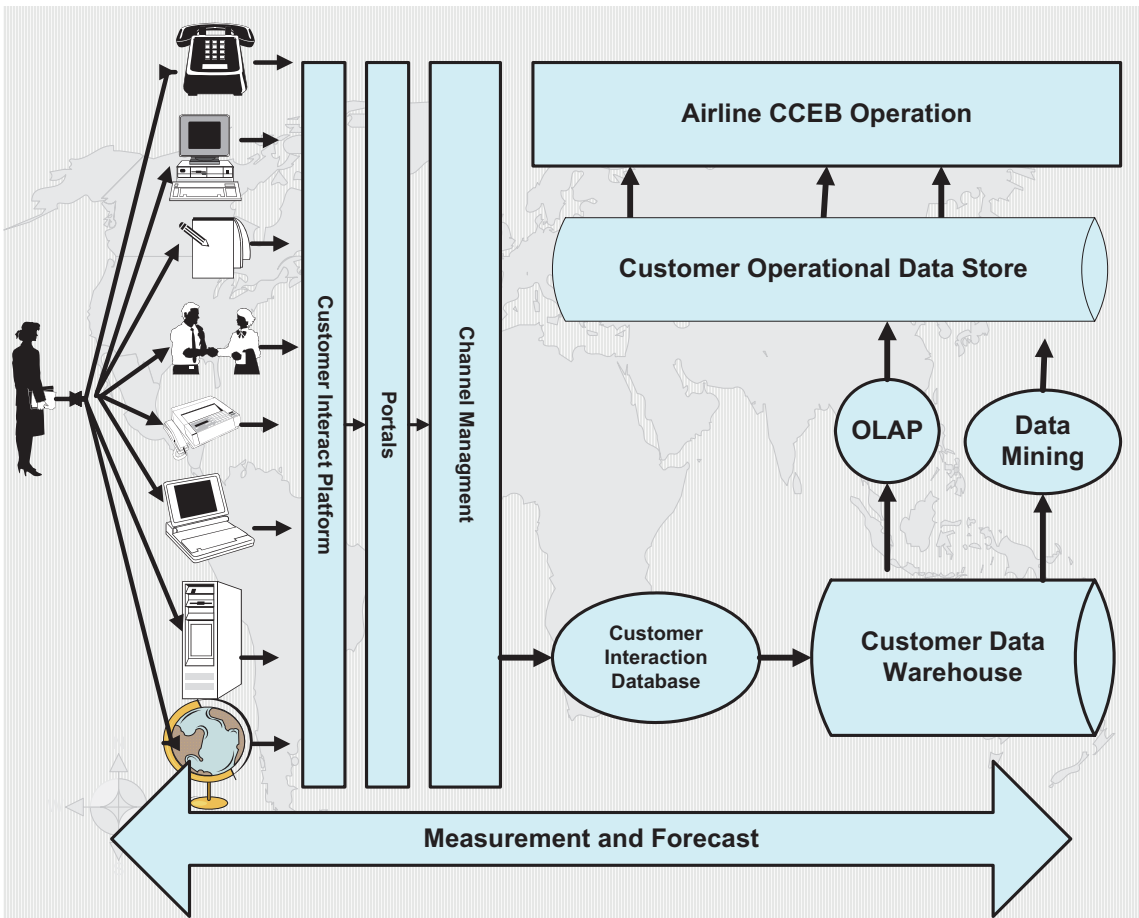 Customer Interact Platform
Portals
Channel Managment
Airline CCEB Operation
Customer Operational Data Store
OLAP
Data
Mining
Customer
Interaction
Database
Customer Data
Warehouse
Measurement and Forecast